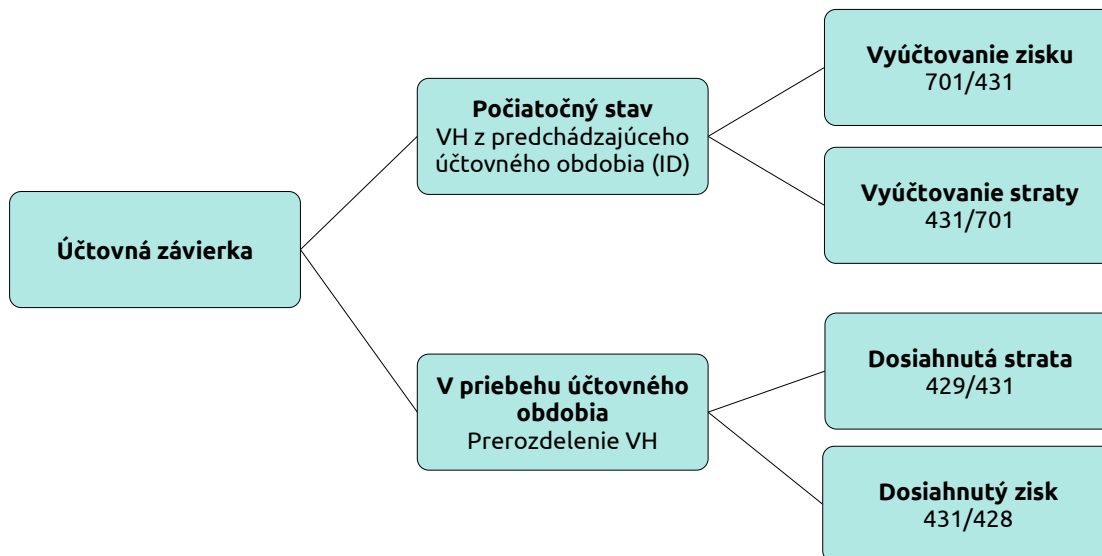 Účtovná závierka
Počiatočný stav
VH z predchádzajúceho
účtovného obdobia (ID)
Vyúčtovanie zisku
701/431
Vyúčtovanie straty
431/701
V priebehu účtovného
obdobia
Prerozdelenie VH
Dosiahnutá strata
429/431
Dosiahnutý zisk
431/428